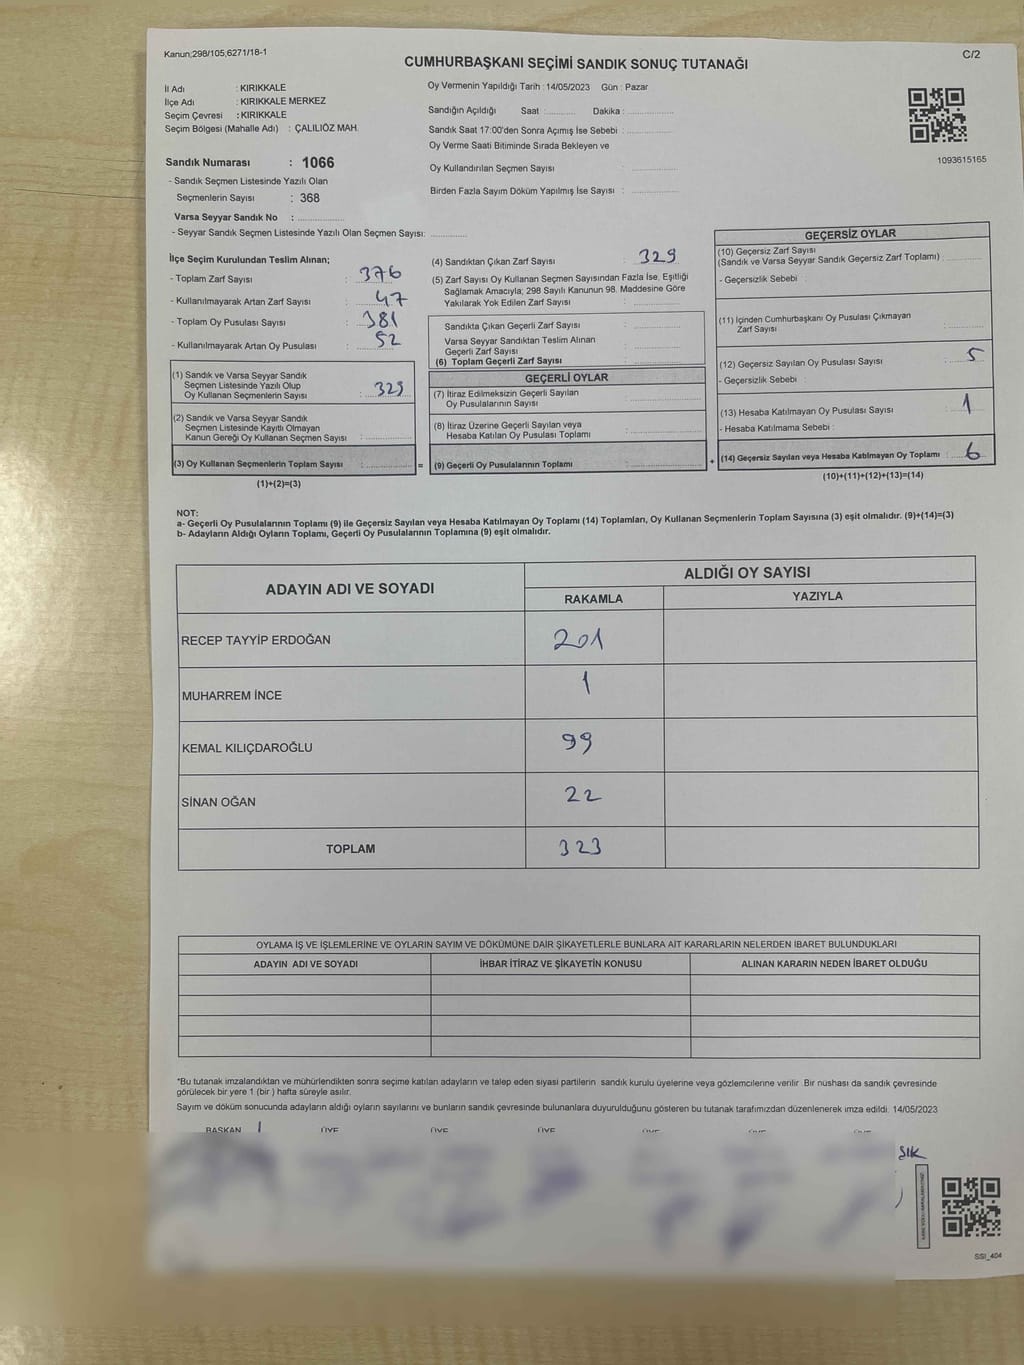 Kanun;298/105,6271/18-1
C/2
CUMHURBAŞKANI SEÇİMİ SANDIK SONUÇ TUTANAĞI
İl Adı : KIRIKKALE
İlçe Adı : KIRIKKALE MERKEZ
Seçim Çevresi : KIRIKKALE
Seçim Bölgesi (Mahalle Adı) : ÇALILIÖZ MAH.
Sandık Numarası : 1066
- Sandık Seçmen Listesinde Yazılı Olan
Seçmenlerin Sayısı : 368
Varsa Seyyar Sandık No :
- Seyyar Sandık Seçmen Listesinde Yazılı Olan Seçmen Sayısı:
Oy Vermenin Yapıldığı Tarih : 14/05/2023 Gün : Pazar
Sandığın Açıldığı Saat : Dakika :
Sandık Saat 17:00'den Sonra Açımış İse Sebebi :
Oy Verme Saati Bitiminde Sırada Bekleyen ve
Oy Kullandırılan Seçmen Sayısı :
Birden Fazla Sayım Döküm Yapılmış İse Sayısı :
1093615165
İlçe Seçim Kurulundan Teslim Alınan;
- Toplam Zarf Sayısı : 376
- Kullanılmayarak Artan Zarf Sayısı : 47
- Toplam Oy Pusulası Sayısı : 381
- Kullanılmayarak Artan Oy Pusulası : 52
(1) Sandık ve Varsa Seyyar Sandık
Seçmen Listesinde Yazılı Olup
Oy Kullanan Seçmenlerin Sayısı : 329
(2) Sandık ve Varsa Seyyar Sandık
Seçmen Listesinde Kayıtlı Olmayan
Kanun Gereği Oy Kullanan Seçmen Sayısı :
(3) Oy Kullanan Seçmenlerin Toplam Sayısı : =
(1)+(2)=(3)
(4) Sandıktan Çıkan Zarf Sayısı : 329
(5) Zarf Sayısı Oy Kullanan Seçmen Sayısından Fazla İse, Eşitliği
Sağlamak Amacıyla; 298 Sayılı Kanunun 98. Maddesine Göre
Yakılarak Yok Edilen Zarf Sayısı :
Sandıkta Çıkan Geçerli Zarf Sayısı :
Varsa Seyyar Sandıktan Teslim Alınan
Geçerli Zarf Sayısı :
(6) Toplam Geçerli Zarf Sayısı :
GEÇERLİ OYLAR
(7) İtiraz Edilmeksizin Geçerli Sayılan
Oy Pusulalarının Sayısı :
(8) İtiraz Üzerine Geçerli Sayılan veya
Hesaba Katılan Oy Pusulası Toplamı :
(9) Geçerli Oy Pusulalarının Toplamı : +
GEÇERSİZ OYLAR
(10) Geçersiz Zarf Sayısı
(Sandık ve Varsa Seyyar Sandık Geçersiz Zarf Toplamı) :
- Geçersizlik Sebebi :
(11) İçinden Cumhurbaşkanı Oy Pusulası Çıkmayan
Zarf Sayısı :
(12) Geçersiz Sayılan Oy Pusulası Sayısı : 5
- Geçersizlik Sebebi :
(13) Hesaba Katılmayan Oy Pusulası Sayısı : 1
- Hesaba Katılmama Sebebi :
(14) Geçersiz Sayılan veya Hesaba Katılmayan Oy Toplamı : 6
(10)+(11)+(12)+(13)=(14)
NOT:
a- Geçerli Oy Pusulalarının Toplamı (9) ile Geçersiz Sayılan veya Hesaba Katılmayan Oy Toplamı (14) Toplamları, Oy Kullanan Seçmenlerin Toplam Sayısına (3) eşit olmalıdır. (9)+(14)=(3)
b- Adayların Aldığı Oyların Toplamı, Geçerli Oy Pusulalarının Toplamına (9) eşit olmalıdır.
ADAYIN ADI VE SOYADI
ALDIĞI OY SAYISI
RAKAMLA YAZIYLA
RECEP TAYYİP ERDOĞAN 201
MUHARREM İNCE 1
KEMAL KILIÇDAROĞLU 99
SİNAN OĞAN 22
TOPLAM 323
OYLAMA İŞ VE İŞLEMLERİNE VE OYLARIN SAYIM VE DÖKÜMÜNE DAİR ŞİKAYETLERLE BUNLARA AİT KARARLARIN NELERDEN İBARET BULUNDUKLARI
ADAYIN ADI VE SOYADI İHBAR İTİRAZ VE ŞİKAYETİN KONUSU ALINAN KARARIN NEDEN İBARET OLDUĞU
*Bu tutanak imzalandıktan ve mühürlendikten sonra seçime katılan adayların ve talep eden siyasi partilerin sandık kurulu üyelerine veya gözlemcilerine verilir. Bir nüshası da sandık çevresinde
görülecek bir yere 1 (bir ) hafta süreyle asılır.
Sayım ve döküm sonucunda adayların aldığı oyların sayılarını ve bunların sandık çevresinde bulunanlara duyurulduğunu gösteren bu tutanak tarafımızdan düzenlenerek imza edildi. 14/05/2023
BAŞKAN ÜYE ÜYE ÜYE ÜYE ÜYE ÜYE
SSI_404